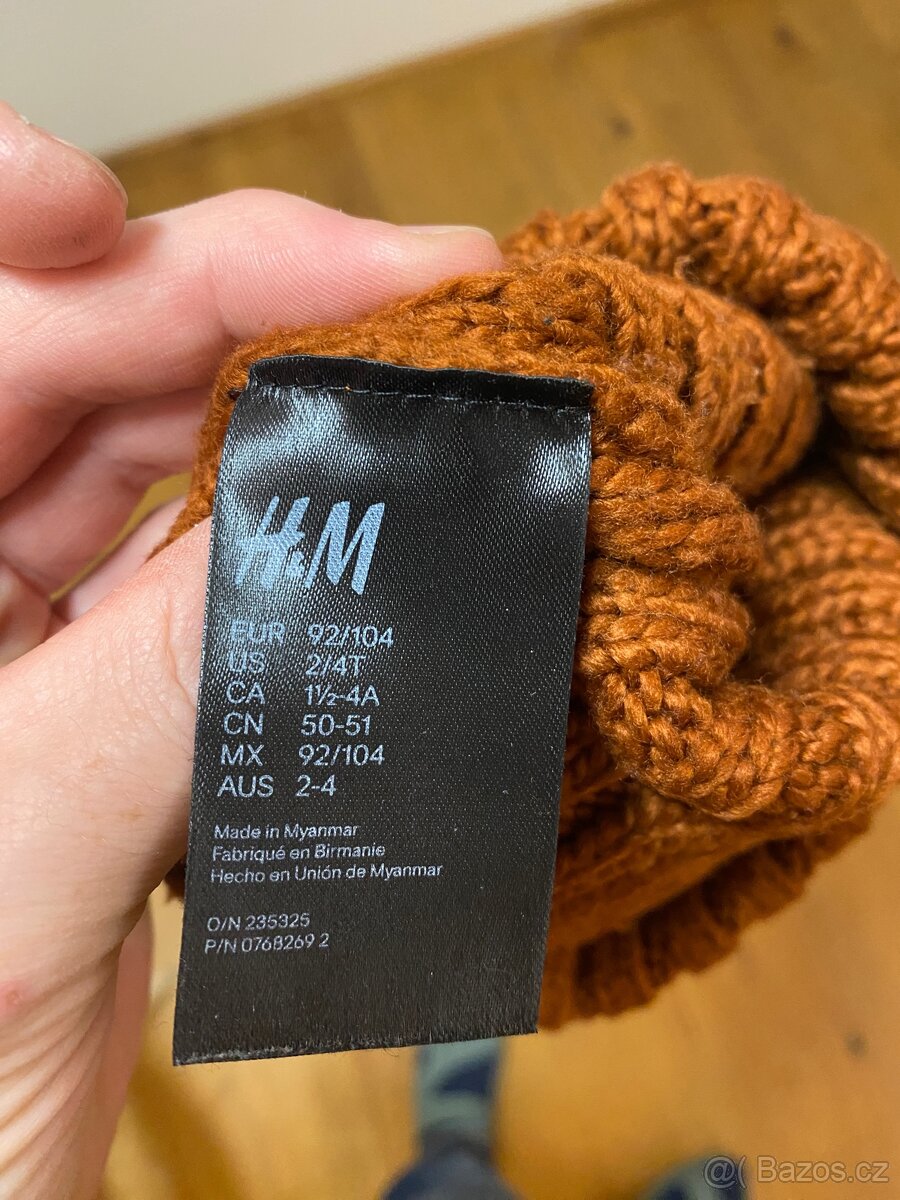 H&M
EUR 92/104
US 2/4T
CA 1½-4A
CN 50-51
MX 92/104
AUS 2-4
Made in Myanmar
Fabriqué en Birmanie
Hecho en Unión de Myanmar
O/N 235325
P/N 0768269 2
@( Bazos.cz